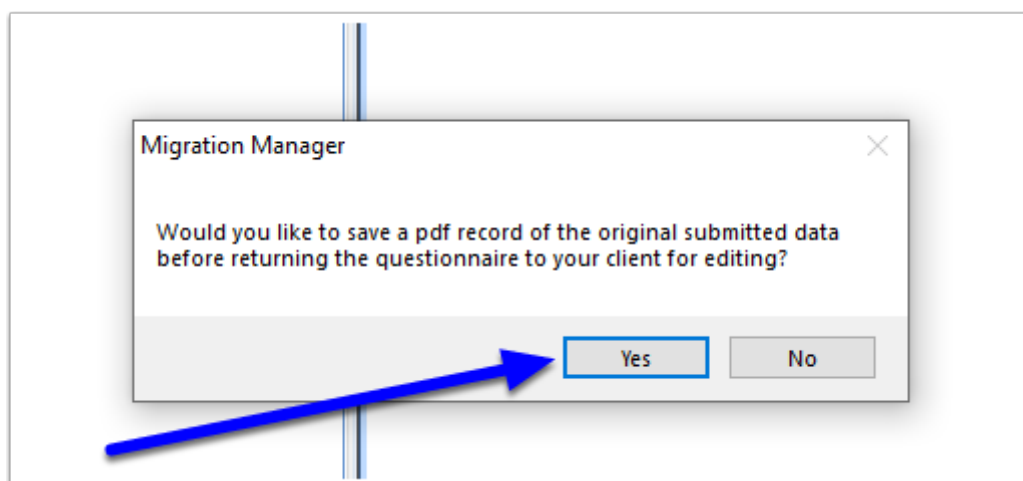 Migration Manager
Would you like to save a pdf record of the original submitted data
before returning the questionnaire to your client for editing?
Yes
No